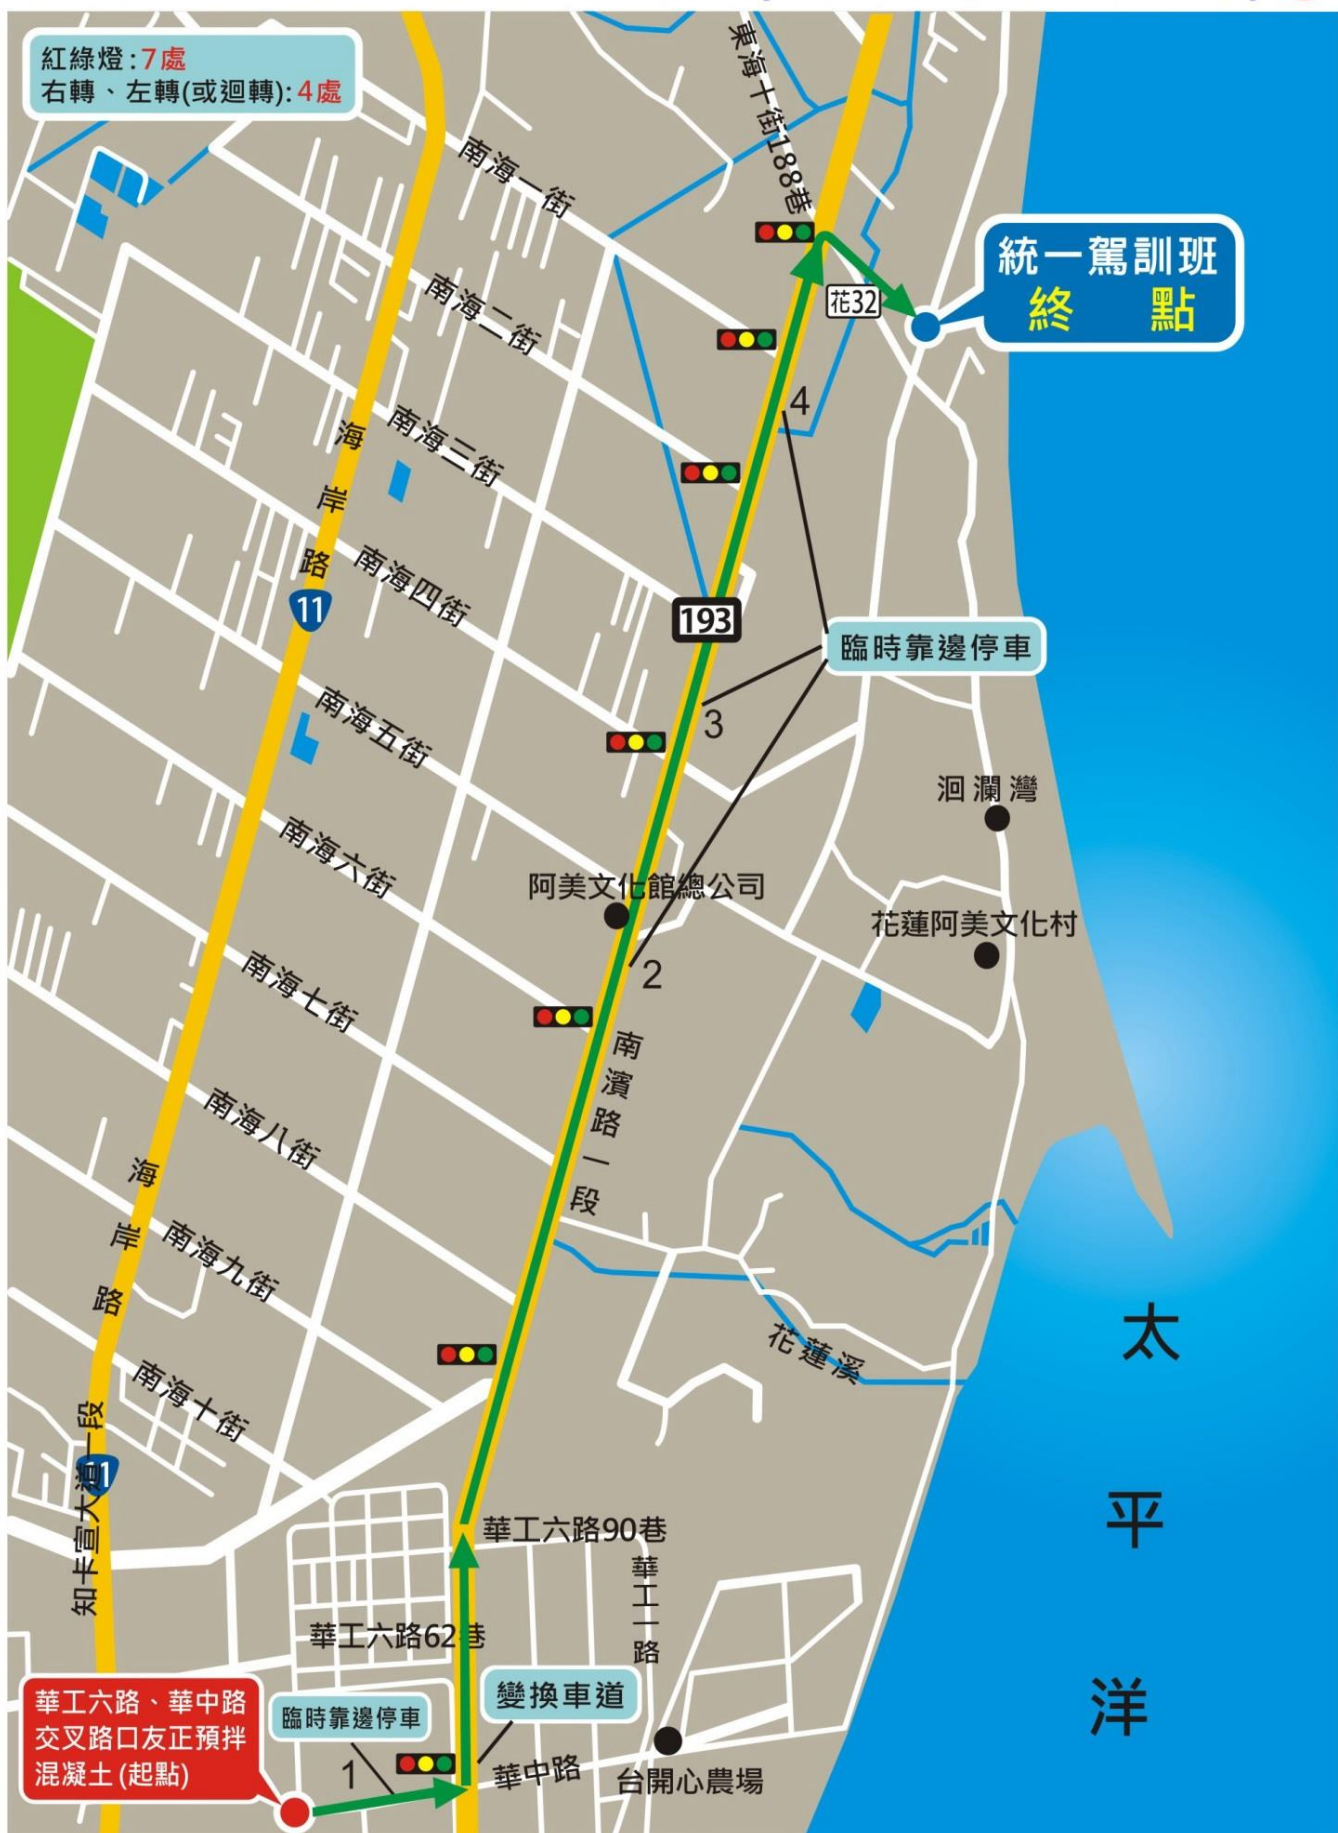 紅綠燈:7處
右轉、左轉(或迴轉):4處
東海十街188巷
南海一街
統一駕訓班
終 點
花32
南海二街
4
南海三街
海岸路
南海四街
11
193
臨時靠邊停車
南海五街
3
洄瀾灣
南海六街
阿美文化館總公司
花蓮阿美文化村
2
南海七街
南濱路一段
南海八街
海岸路
南海九街
花蓮溪
太平洋
南海十街
知卡宣大道一段
11
華工六路90巷
華工一路
華工六路62巷
華工六路、華中路
交叉路口友正預拌
混凝土(起點)
臨時靠邊停車
變換車道
1
華中路
台開心農場